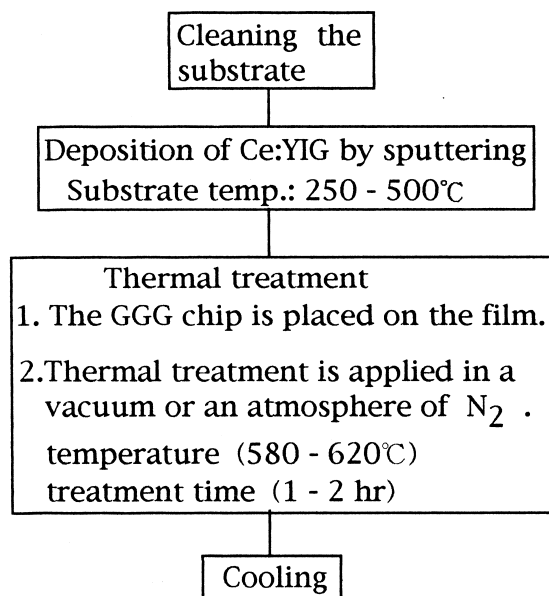 Cleaning the
substrate
Deposition of Ce:YIG by sputtering
Substrate temp.: 250 - 500℃
Thermal treatment
1. The GGG chip is placed on the film.
2.Thermal treatment is applied in a
vacuum or an atmosphere of N₂ .
temperature (580 - 620℃)
treatment time (1 - 2 hr)
Cooling